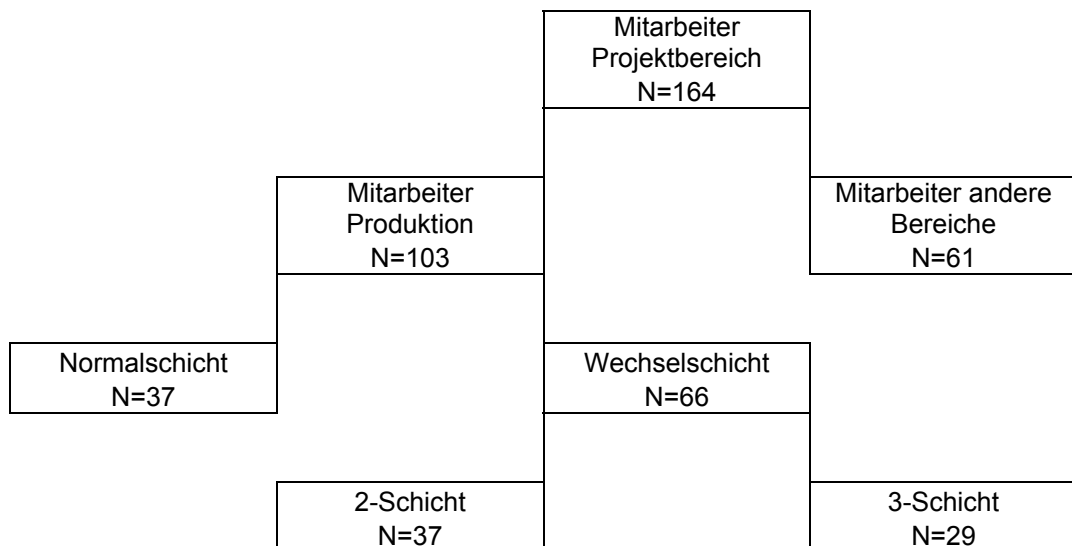 Mitarbeiter
Projektbereich
N=164
Mitarbeiter
Produktion
N=103
Mitarbeiter andere
Bereiche
N=61
Normalschicht
N=37
Wechselschicht
N=66
2-Schicht
N=37
3-Schicht
N=29